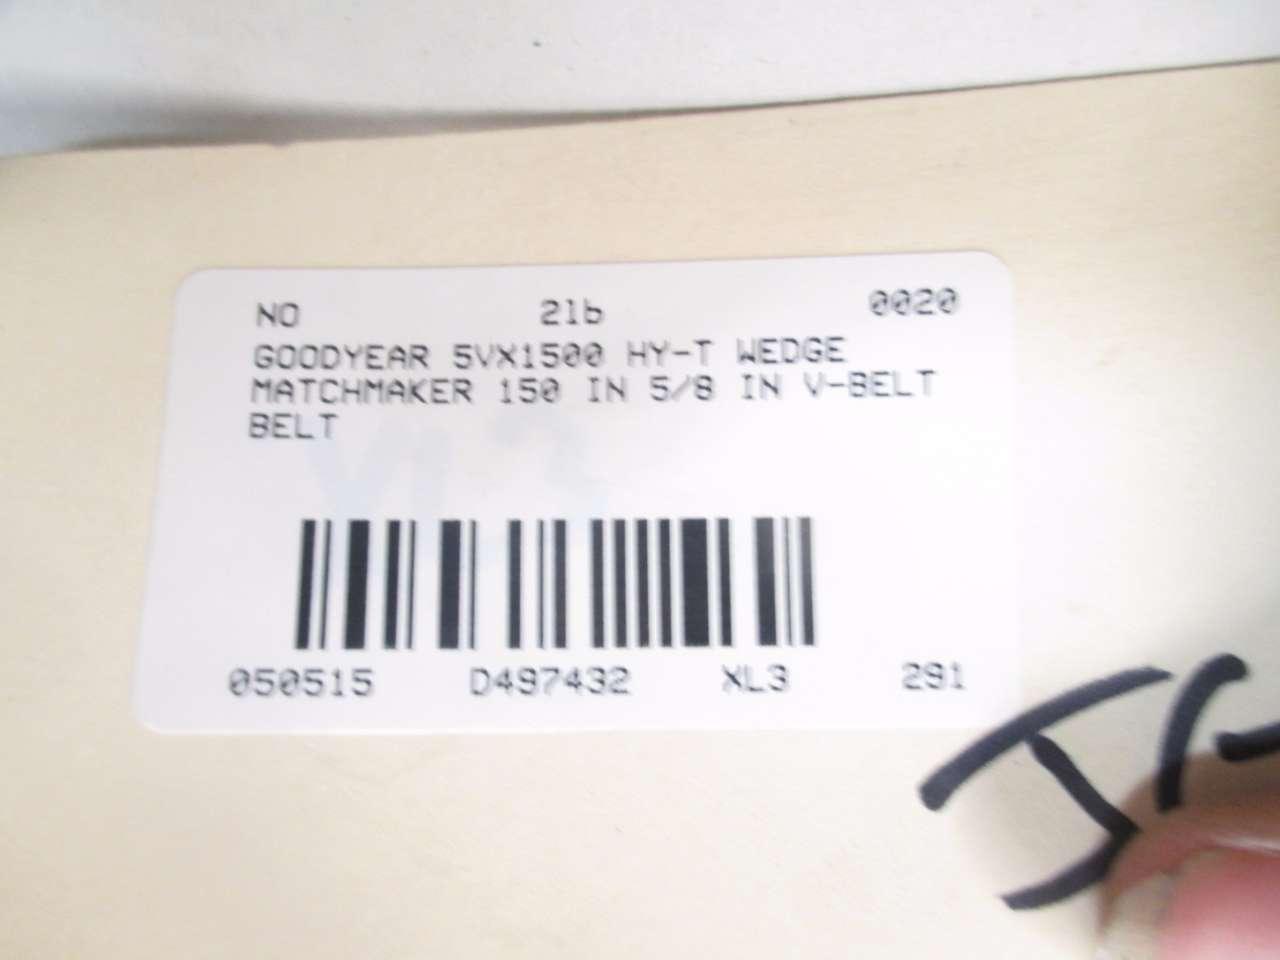 NO 21b 0020
GOODYEAR 5VX1500 HY-T WEDGE
MATCHMAKER 150 IN 5/8 IN V-BELT
BELT
050515 D497432 XL3 291